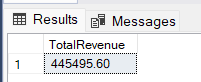 Results Messages
TotalRevenue
1 445495.60